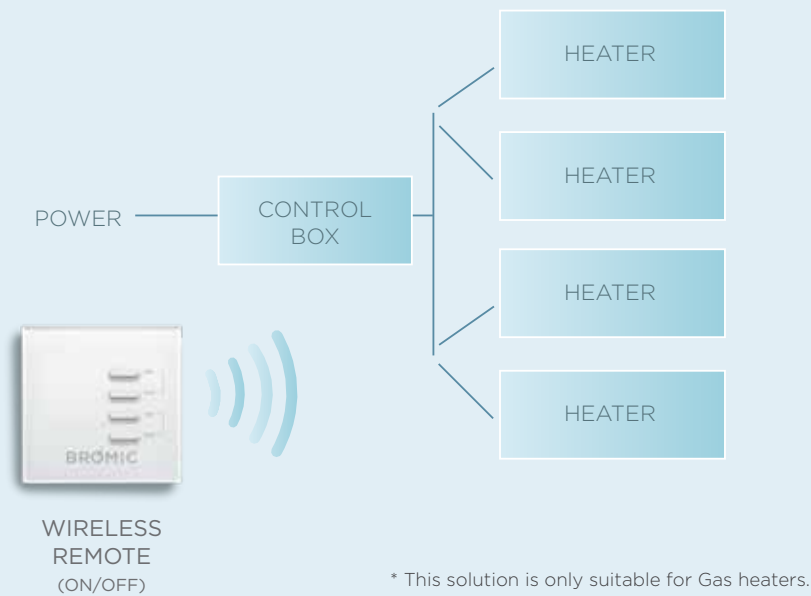 HEATER
HEATER
POWER
CONTROL
BOX
HEATER
HEATER
BROMIC
WIRELESS
REMOTE
(ON/OFF)
* This solution is only suitable for Gas heaters.